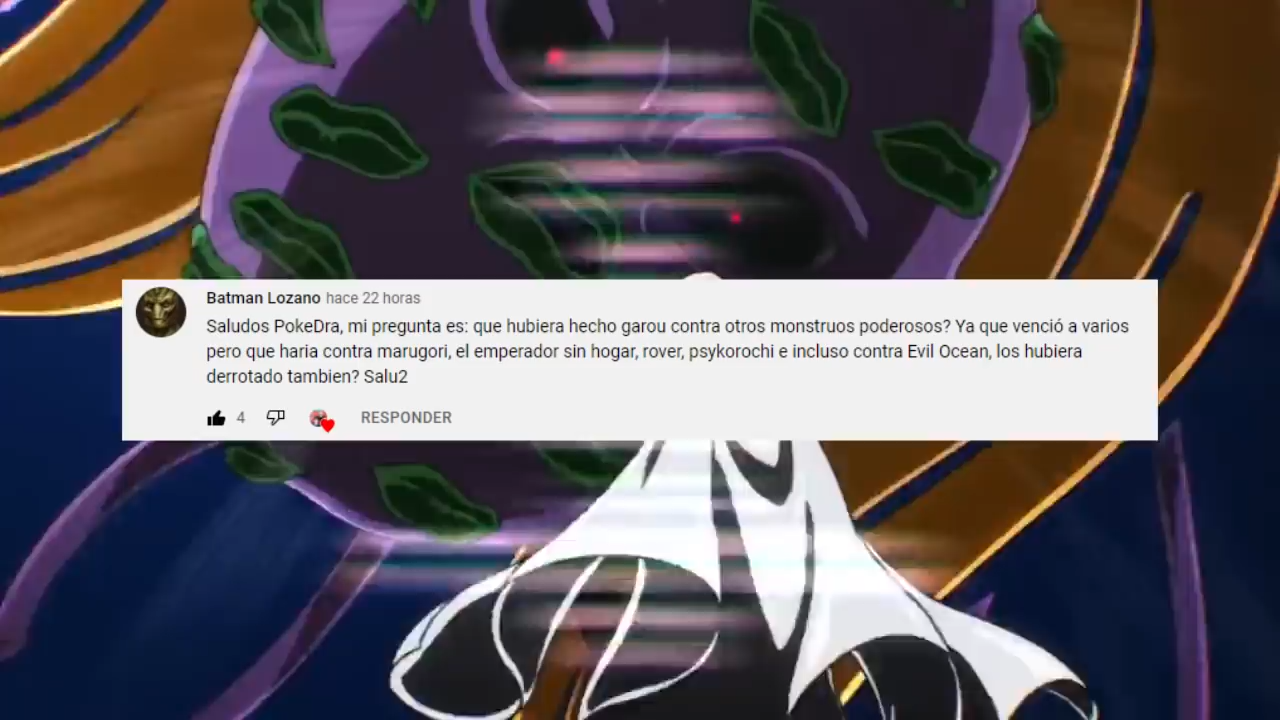 Batman Lozano hace 22 horas
Saludos PokeDra, mi pregunta es: que hubiera hecho garou contra otros monstruos poderosos? Ya que venció a varios
pero que haria contra marugori, el emperador sin hogar, rover, psykorochi e incluso contra Evil Ocean, los hubiera
derrotado tambien? Salu2
4 RESPONDER